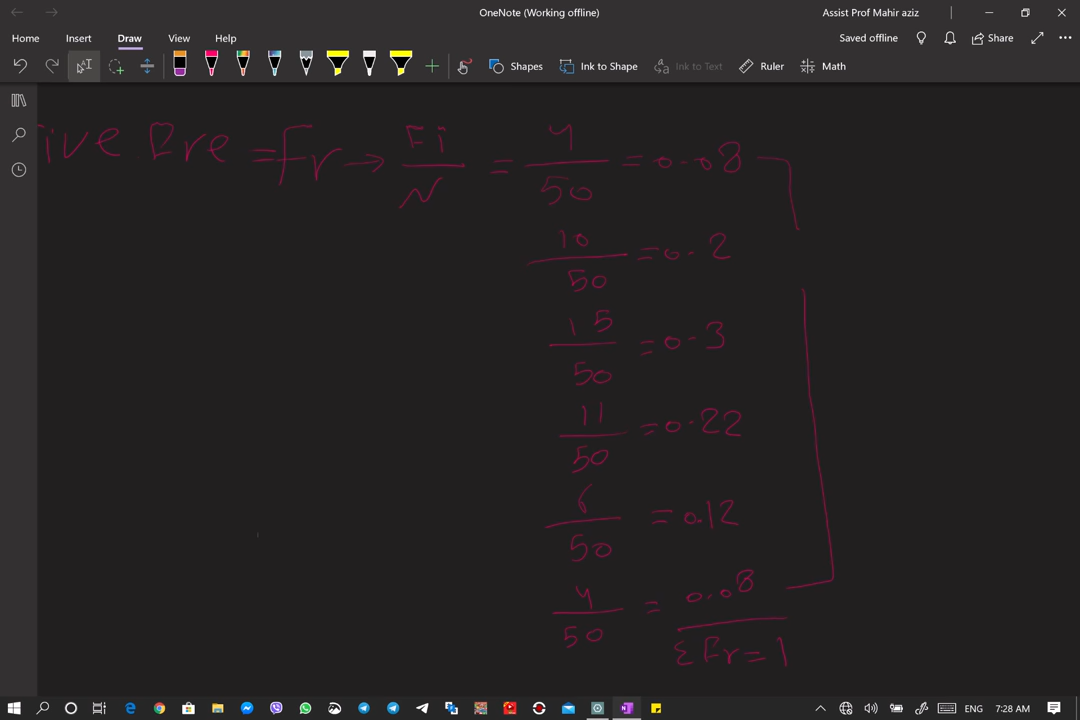 OneNote (Working offline)
Assist Prof Mahir aziz
Home Insert Draw View Help
Saved offline
Share
Shapes Ink to Shape Ink to Text Ruler Math
ive Fre = Fr → Fi/N = 4/50 = 0.08
10/50 = 0.2
15/50 = 0.3
11/50 = 0.22
6/50 = 0.12
4/50 = 0.08
Σ Fr = 1
ENG 7:28 AM